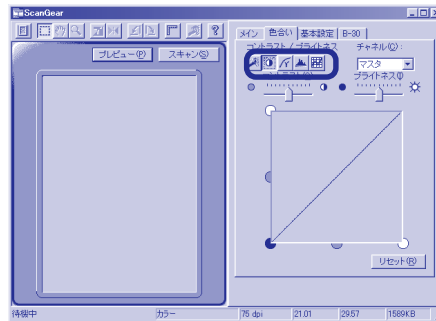 ScanGear
プレビュー(P) スキャン(S)
メイン 色合い 基本設定 B-30
コントラスト / ブライトネス チャネル(C):
マスタ
ブライトネス(I)
リセット(R)
待機中 カラー 75 dpi 21.01 29.57 1589KB